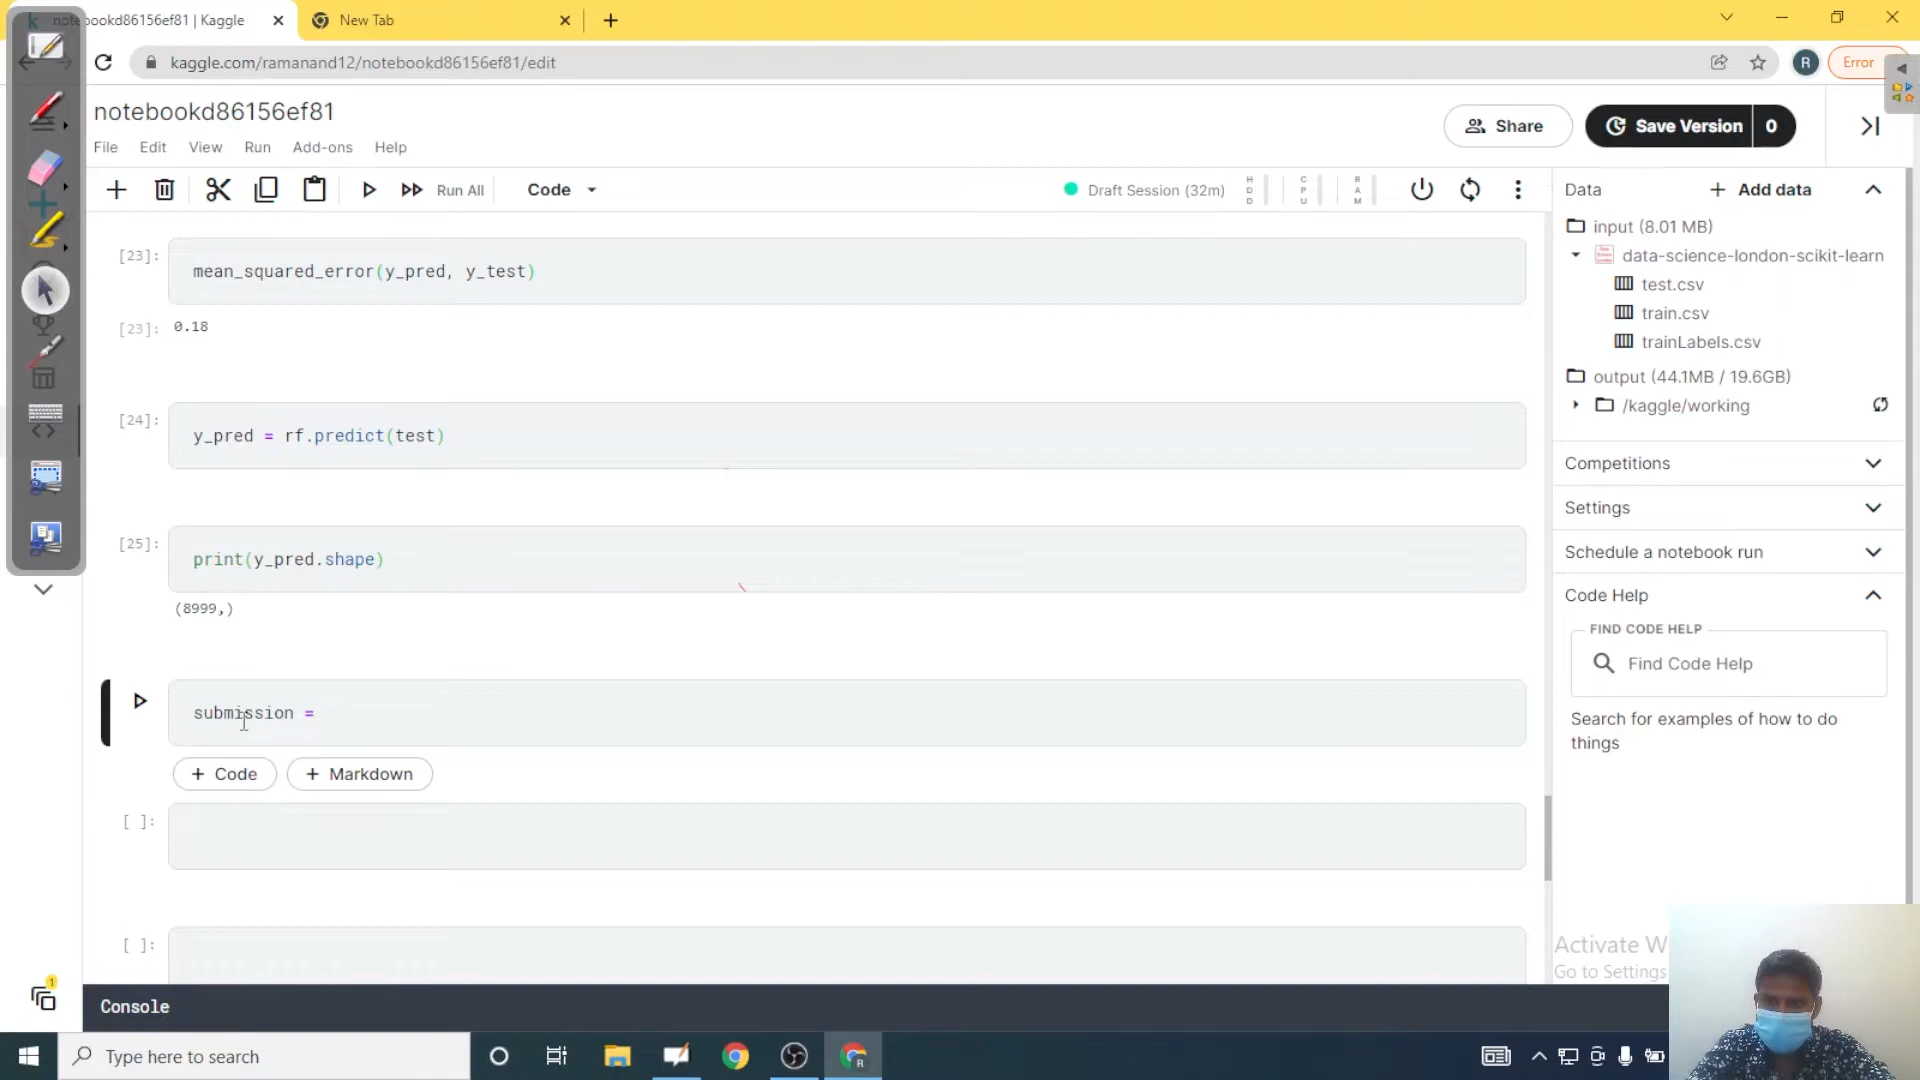 notebookd86156ef81 | Kaggle
New Tab
kaggle.com/ramanand12/notebookd86156ef81/edit
R
Error
notebookd86156ef81
File Edit View Run Add-ons Help
Share
Save Version 0
Run All
Code
Draft Session (32m)
HDD
CPU
RAM
[23]:
mean_squared_error(y_pred, y_test)
[23]: 0.18
[24]:
y_pred = rf.predict(test)
[25]:
print(y_pred.shape)
(8999,)
submission =
+ Code
+ Markdown
[ ]:
[ ]:
Console
Data
+ Add data
input (8.01 MB)
data-science-london-scikit-learn
test.csv
train.csv
trainLabels.csv
output (44.1MB / 19.6GB)
/kaggle/working
Competitions
Settings
Schedule a notebook run
Code Help
FIND CODE HELP
Find Code Help
Search for examples of how to do
things
Activate W
Go to Settings
1
Type here to search